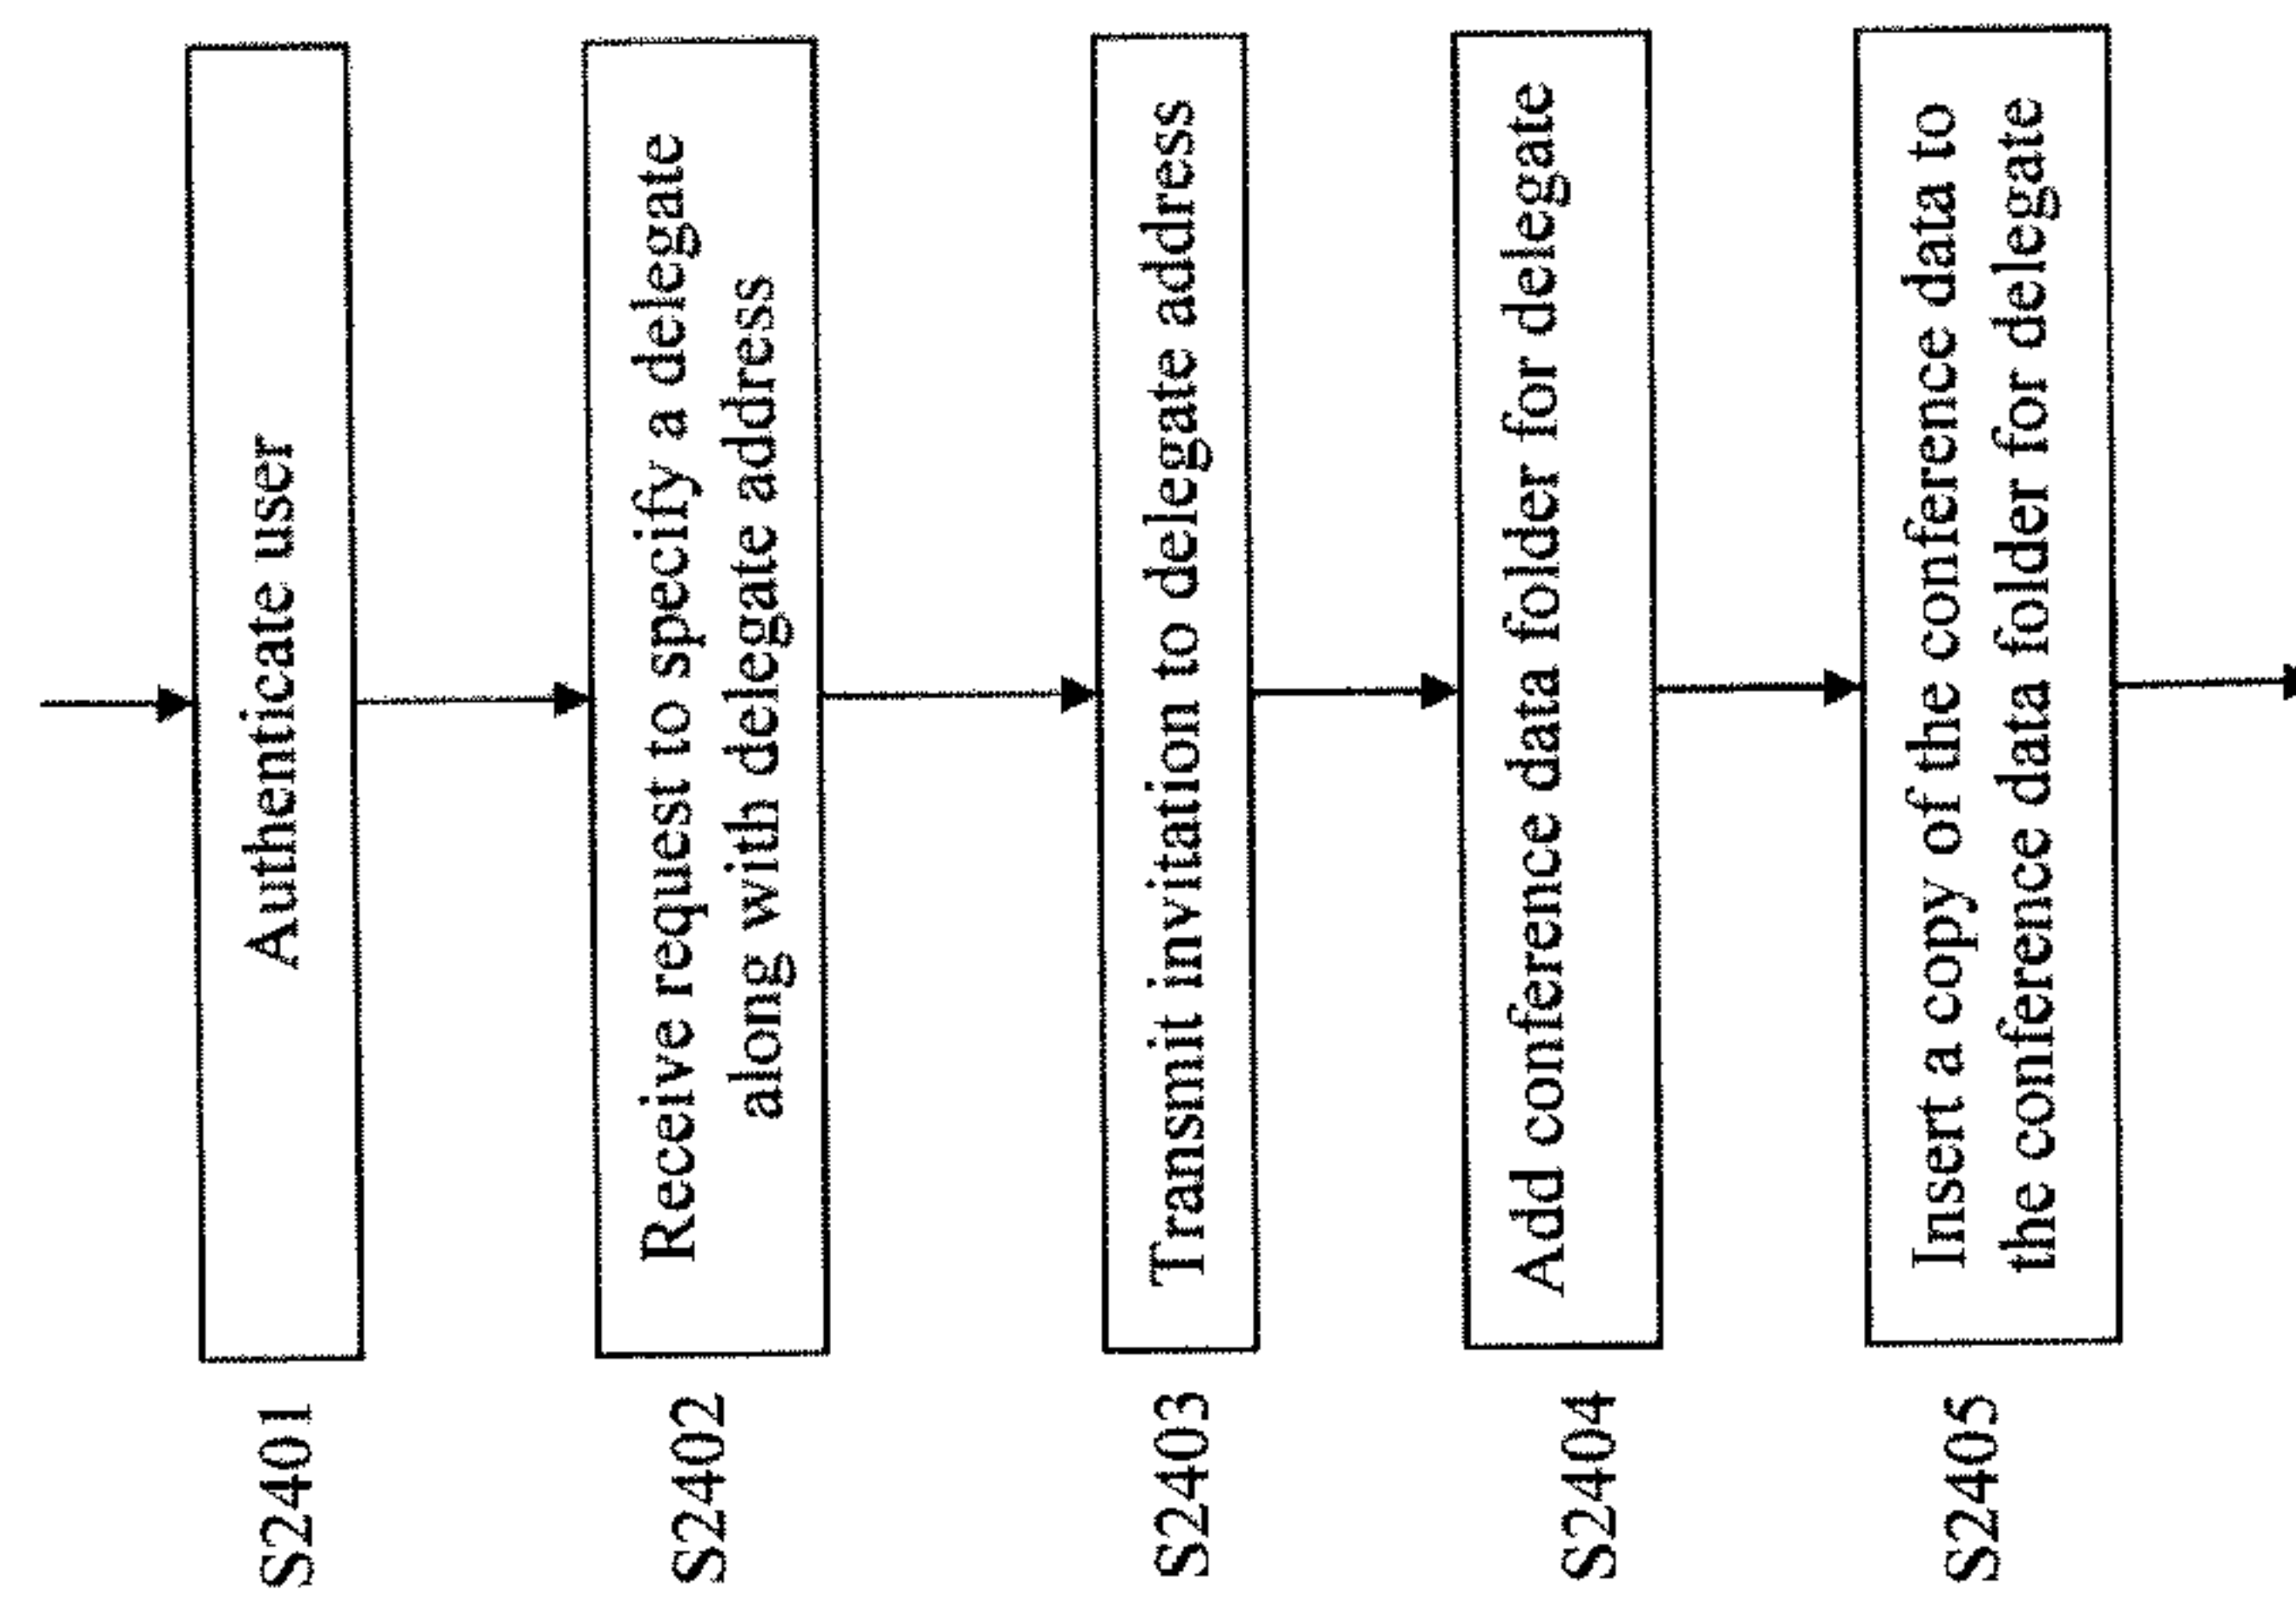 S2401
Authenticate user
S2402
Receive request to specify a delegate
along with delegate address
S2403
Transmit invitation to delegate address
S2404
Add conference data folder for delegate
S2405
Insert a copy of the conference data to
the conference data folder for delegate